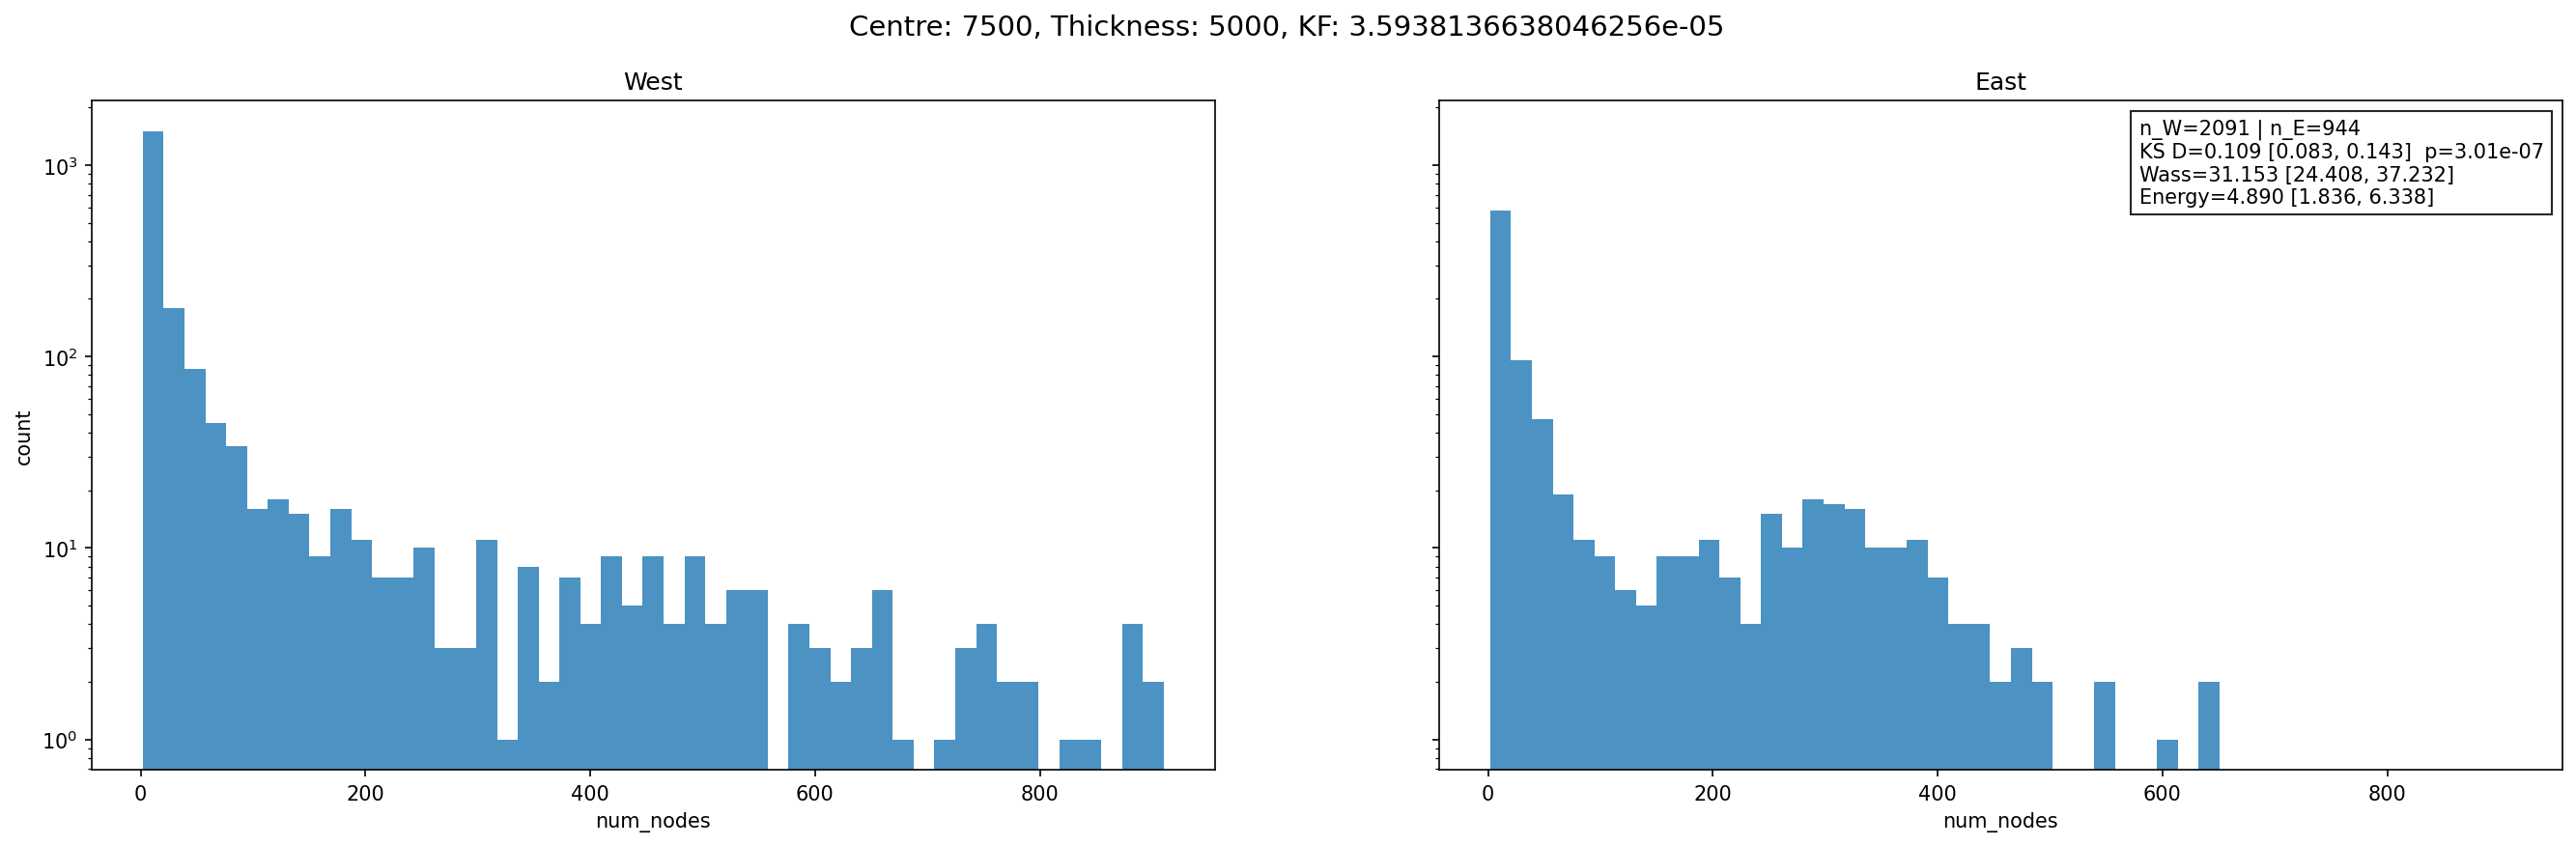 Centre: 7500, Thickness: 5000, KF: 3.5938136638046256e-05
West
East
n_W=2091 | n_E=944
KS D=0.109 [0.083, 0.143]  p=3.01e-07
Wass=31.153 [24.408, 37.232]
Energy=4.890 [1.836, 6.338]
count
10³
10²
10¹
10⁰
0 200 400 600 800
num_nodes
0 200 400 600 800
num_nodes